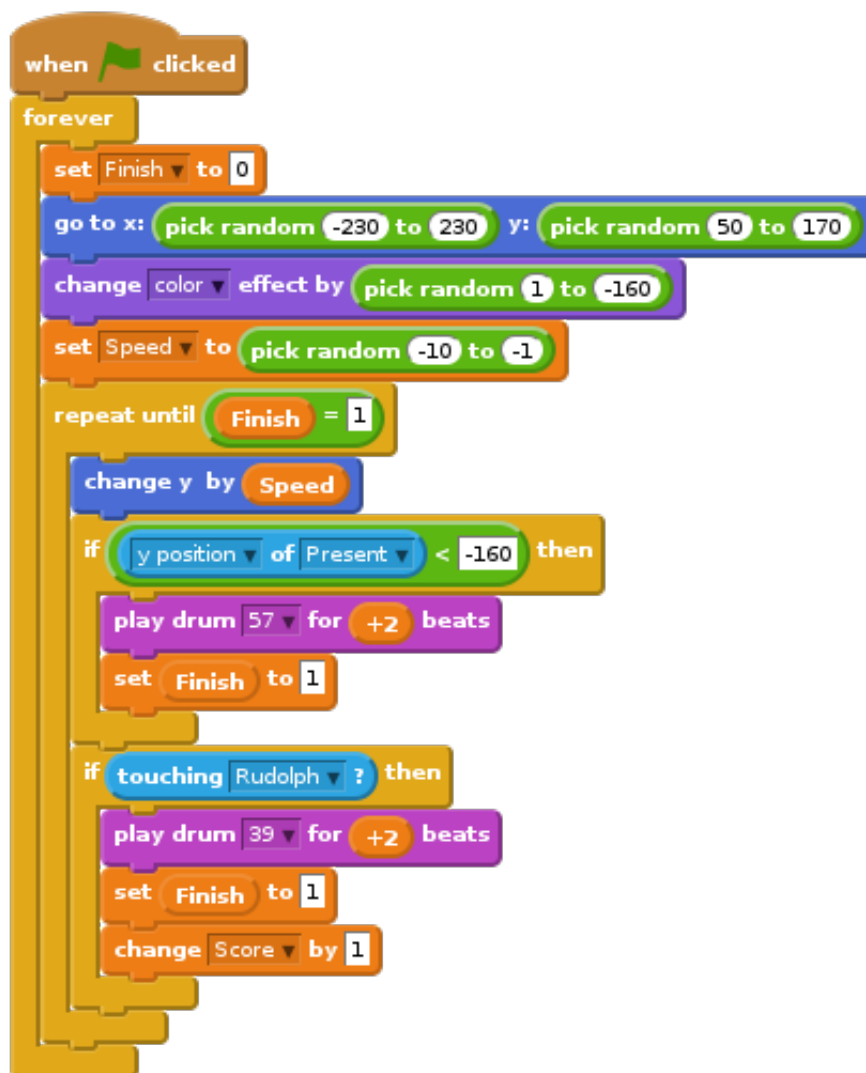 when clicked
forever
set Finish ▾ to 0
go to x: pick random -230 to 230 y: pick random 50 to 170
change color ▾ effect by pick random 1 to -160
set Speed ▾ to pick random -10 to -1
repeat until Finish = 1
change y by Speed
if y position ▾ of Present ▾ < -160 then
play drum 57 ▾ for +2 beats
set Finish to 1
if touching Rudolph ▾ ? then
play drum 39 ▾ for +2 beats
set Finish to 1
change Score ▾ by 1